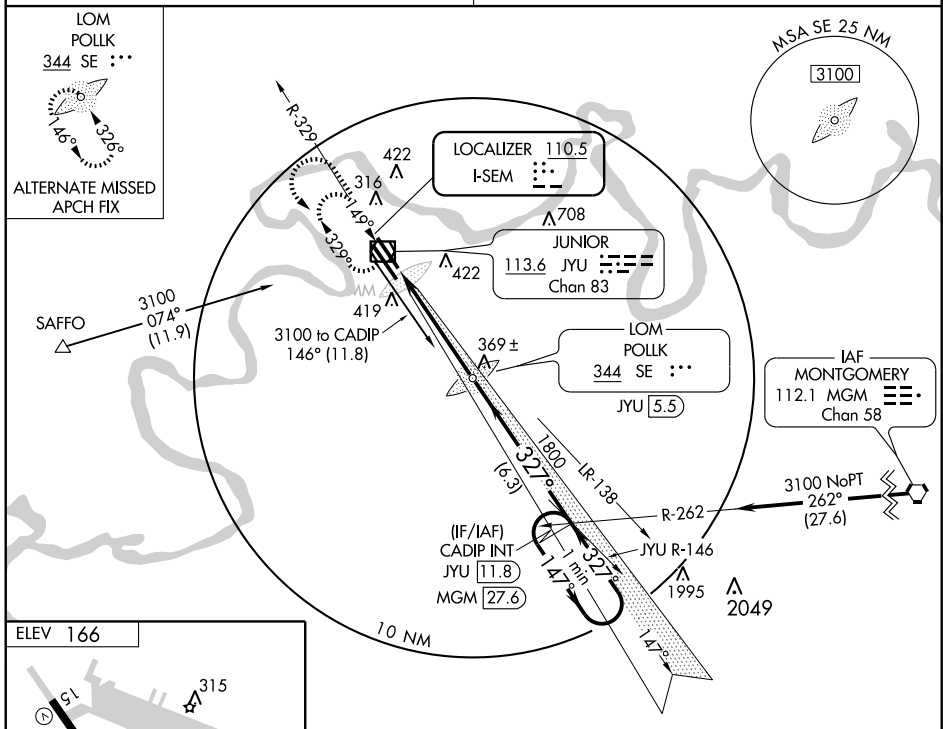 LOM
POLLK
344 SE
146°
326°
ALTERNATE MISSED
APCH FIX
MSA SE 25 NM
3100
R-329
LOCALIZER 110.5
I-SEM
422
316
149°
329°
708
JUNIOR
113.6 JYU
Chan 83
422
MM
419
3100
074°
(11.9)
SAFFO
3100 to CADIP
146° (11.8)
369 ±
LOM
POLLK
344 SE
JYU 5.5
IAF
MONTGOMERY
112.1 MGM
Chan 58
1800
LR-138
327°
(6.3)
3100 NoPT
262°
(27.6)
R-262
(IF/IAF)
CADIP INT
JYU 11.8
MGM 27.6
1 min
147°
327°
JYU R-146
1995
2049
147°
10 NM
ELEV 166
315
15
V